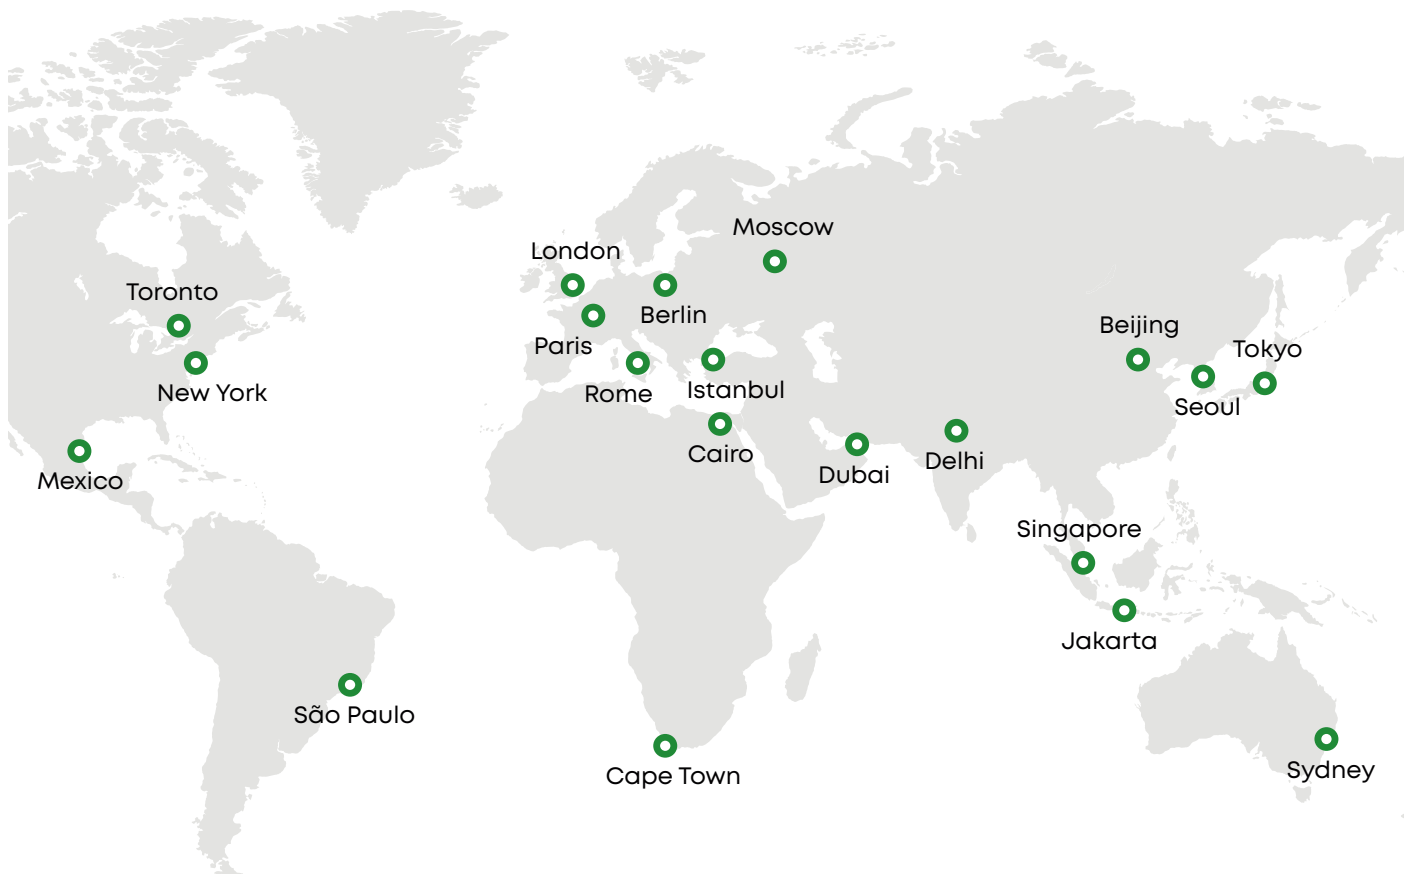 Moscow
London
Toronto
Berlin
Beijing
Paris
Tokyo
Istanbul
New York
Rome
Seoul
Cairo
Delhi
Dubai
Mexico
Singapore
Jakarta
São Paulo
Sydney
Cape Town